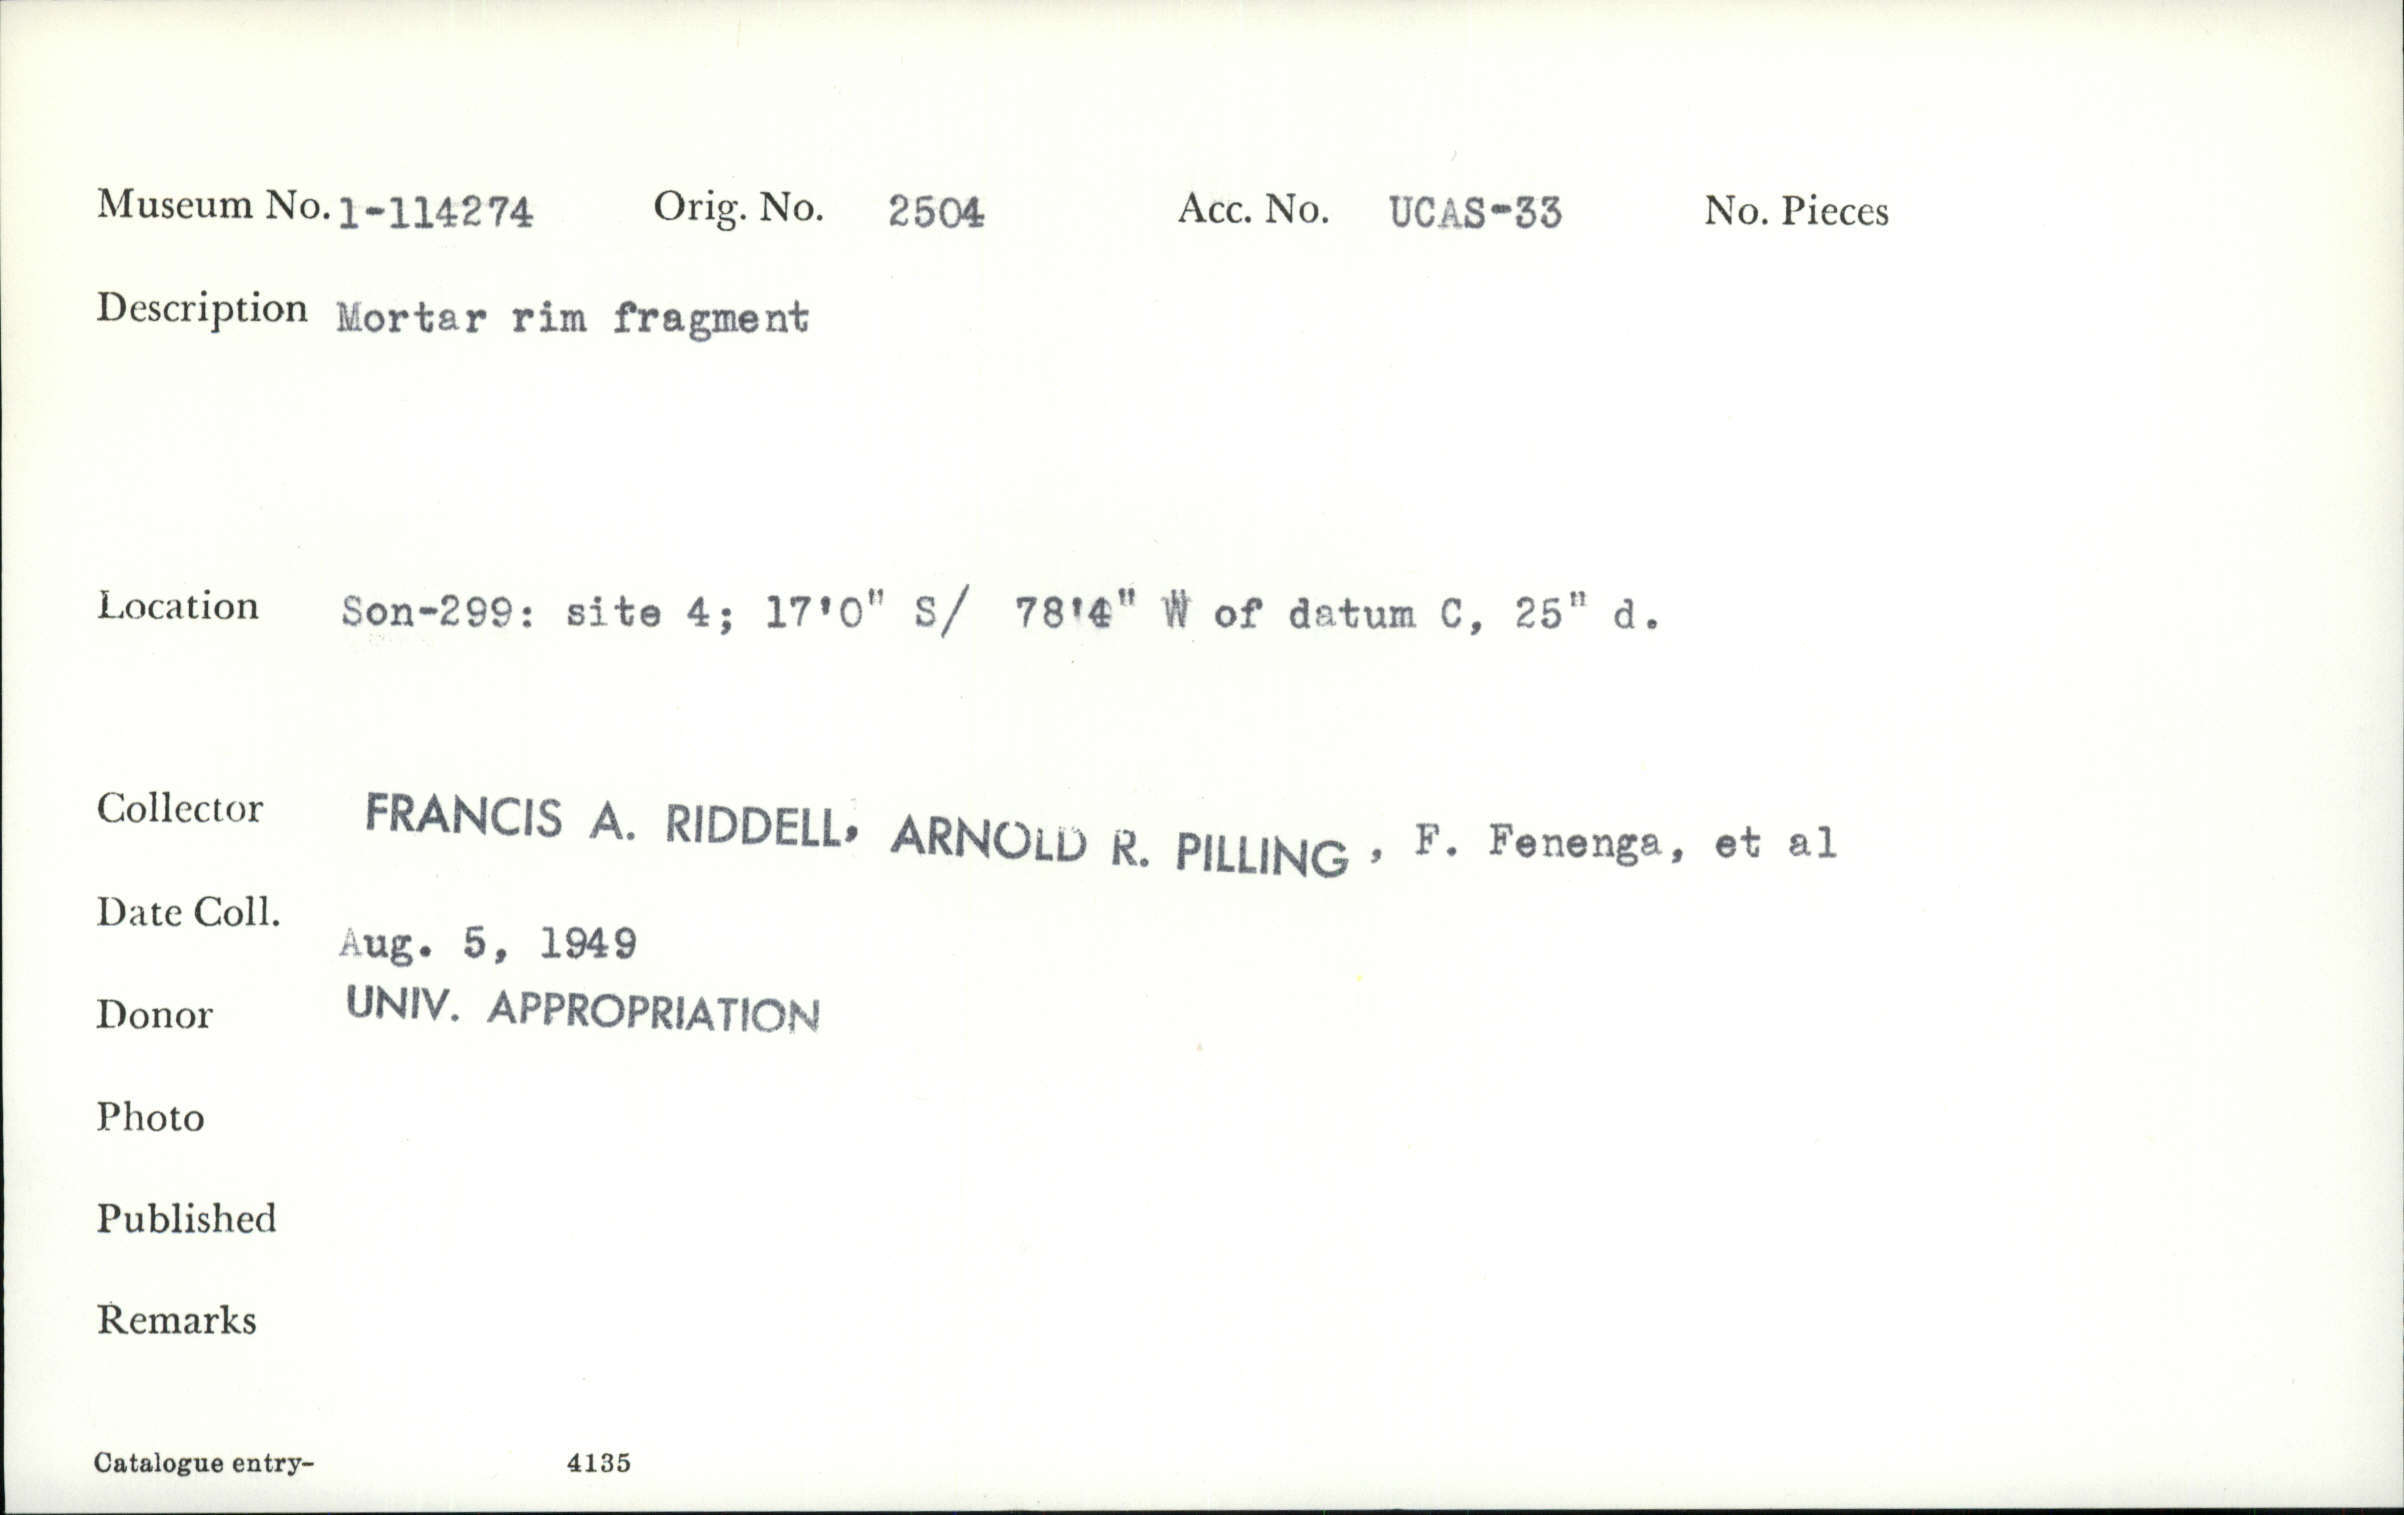 Museum No. 1-114274 Orig. No. 2504 Acc. No. UCAS-33 No. Pieces
Description Mortar rim fragment
Location Son-299: site 4; 17'0" S/ 78'4" W of datum C, 25" d.
Collector FRANCIS A. RIDDELL, ARNOLD R. PILLING, F. Fenenga, et al
Date Coll. Aug. 5, 1949
Donor UNIV. APPROPRIATION
Photo
Published
Remarks
Catalogue entry- 4135